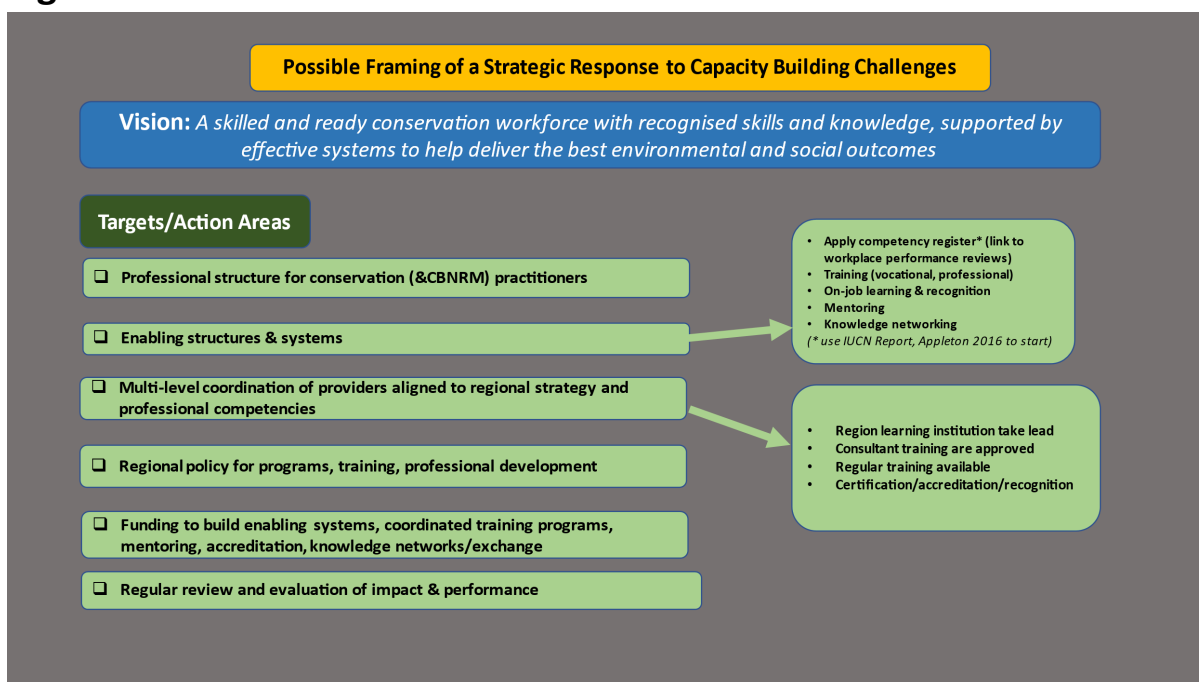 Possible Framing of a Strategic Response to Capacity Building Challenges
Vision: A skilled and ready conservation workforce with recognised skills and knowledge, supported by
effective systems to help deliver the best environmental and social outcomes
Targets/Action Areas
❑ Professional structure for conservation (&CBNRM) practitioners
❑ Enabling structures & systems
❑ Multi-level coordination of providers aligned to regional strategy and
professional competencies
❑ Regional policy for programs, training, professional development
❑ Funding to build enabling systems, coordinated training programs,
mentoring, accreditation, knowledge networks/exchange
❑ Regular review and evaluation of impact & performance
• Apply competency register* (link to
workplace performance reviews)
• Training (vocational, professional)
• On-job learning & recognition
• Mentoring
• Knowledge networking
(* use IUCN Report, Appleton 2016 to start)
• Region learning institution take lead
• Consultant training are approved
• Regular training available
• Certification/accreditation/recognition